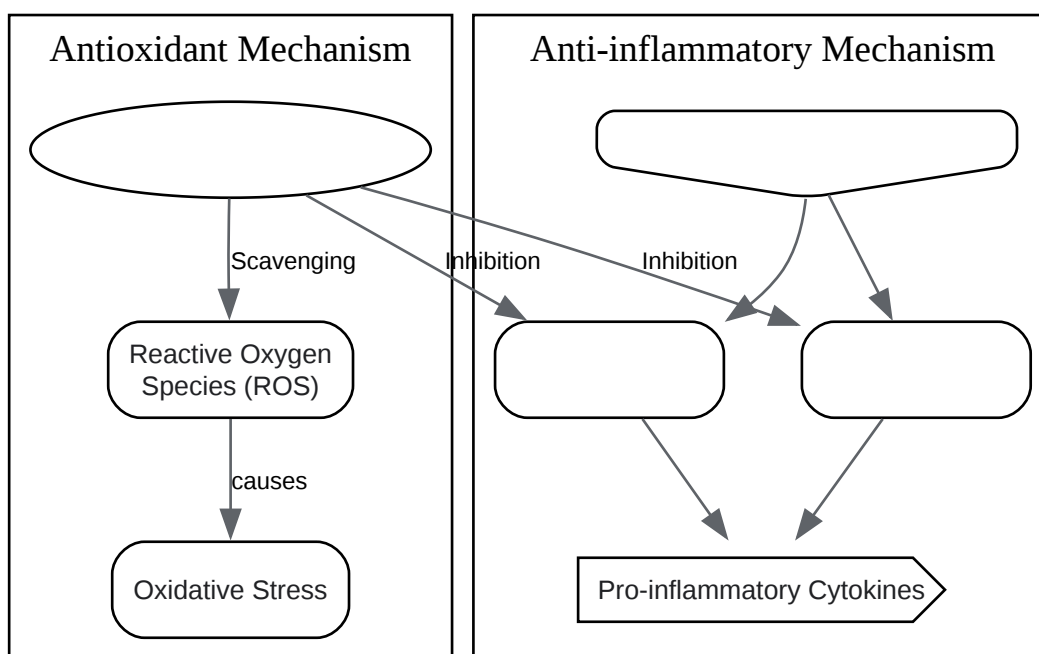 Antioxidant Mechanism
Anti-inflammatory Mechanism
Scavenging
Inhibition
Inhibition
Reactive Oxygen
Species (ROS)
causes
Oxidative Stress
Pro-inflammatory Cytokines